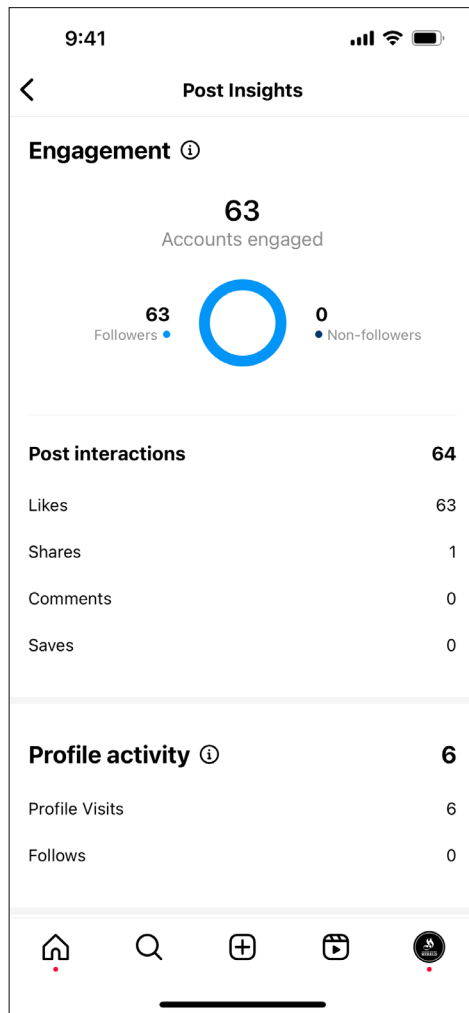 9:41
Post Insights
Engagement
63
Accounts engaged
63
Followers
0
Non-followers
Post interactions 64
Likes 63
Shares 1
Comments 0
Saves 0
Profile activity 6
Profile Visits 6
Follows 0
HERALD